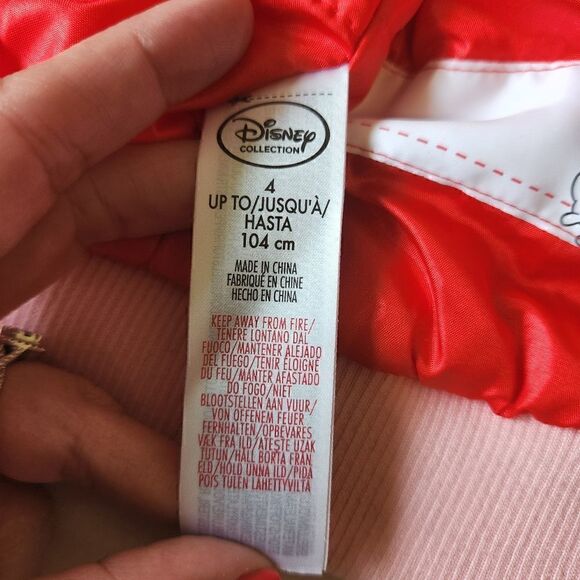 Disney
COLLECTION
4
UP TO/JUSQU'À/
HASTA
104 cm
MADE IN CHINA
FABRIQUÉ EN CHINE
HECHO EN CHINA
KEEP AWAY FROM FIRE/
TENERE LONTANO DAL
FUOCO/MANTENER ALEJADO
DEL FUEGO/TENIR ÉLOIGNÉ
DU FEU/MANTER AFASTADO
DO FOGO/NIET
BLOOTSTELLEN AAN VUUR/
VON OFFENEM FEUER
FERNHALTEN/OPBEVARES
VÆK FRA ILD/ATEŞTE UZAK
TUTUN/HÅLL BORTA FRÅN
ELD/HOLD UNNA ILD/PIDÄ
POIS TULEN LÄHETTYVILTÄ